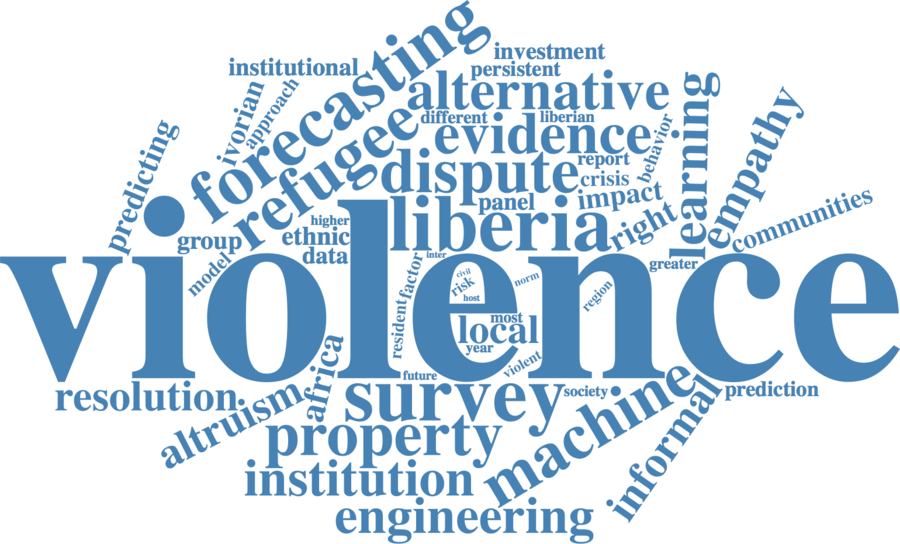 forecasting
investment
institutional
persistent
alternative
ivorian
approach
different
liberian
refugee
evidence
behavior
learning
empathy
predicting
dispute
report
crisis
impact
panel
liberia
right
communities
higher
group
ethnic
data
model
inter
greater
violence
factor
resident
civil
risk
host
norm
region
most
local
year
violent
future
africa
resolution
altruism
survey
society
machine
prediction
property
informal
institution
engineering